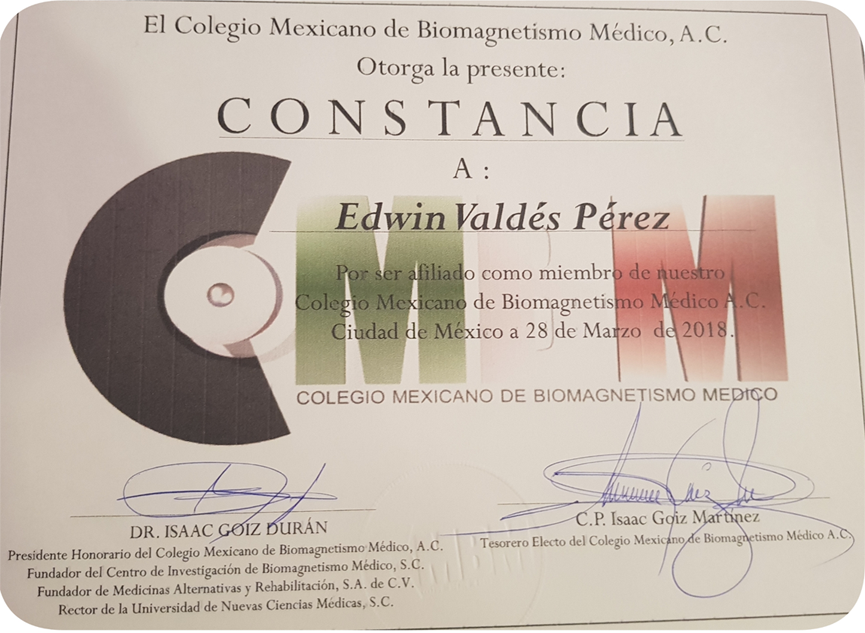 El Colegio Mexicano de Biomagnetismo Médico, A.C.
Otorga la presente:
CONSTANCIA
A :
Edwin Valdés Pérez
Por ser afiliado como miembro de nuestro
Colegio Mexicano de Biomagnetismo Médico A.C.
Ciudad de México a 28 de Marzo de 2018.
COLEGIO MEXICANO DE BIOMAGNETISMO MEDICO
DR. ISAAC GOIZ DURÁN
Presidente Honorario del Colegio Mexicano de Biomagnetismo Médico, A.C.
Fundador del Centro de Investigación de Biomagnetismo Médico, S.C.
Fundador de Medicinas Alternativas y Rehabilitación, S.A. de C.V.
Rector de la Universidad de Nuevas Ciencias Médicas, S.C.
C.P. Isaac Goiz Martínez
Tesorero Electo del Colegio Mexicano de Biomagnetismo Médico A.C.